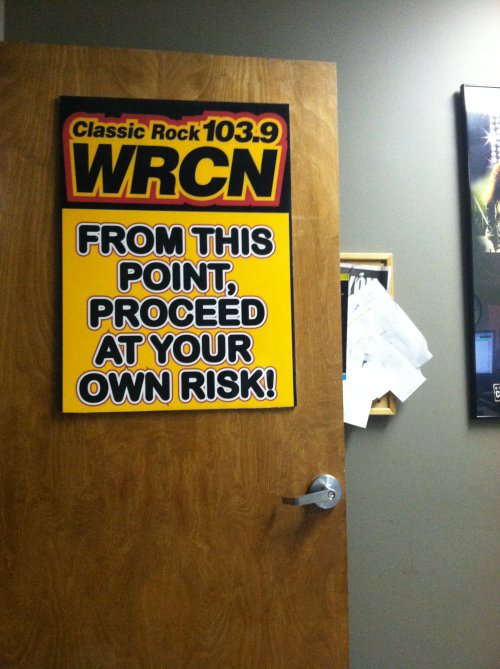 Classic Rock 103.9
WRCN
FROM THIS
POINT,
PROCEED
AT YOUR
OWN RISK!